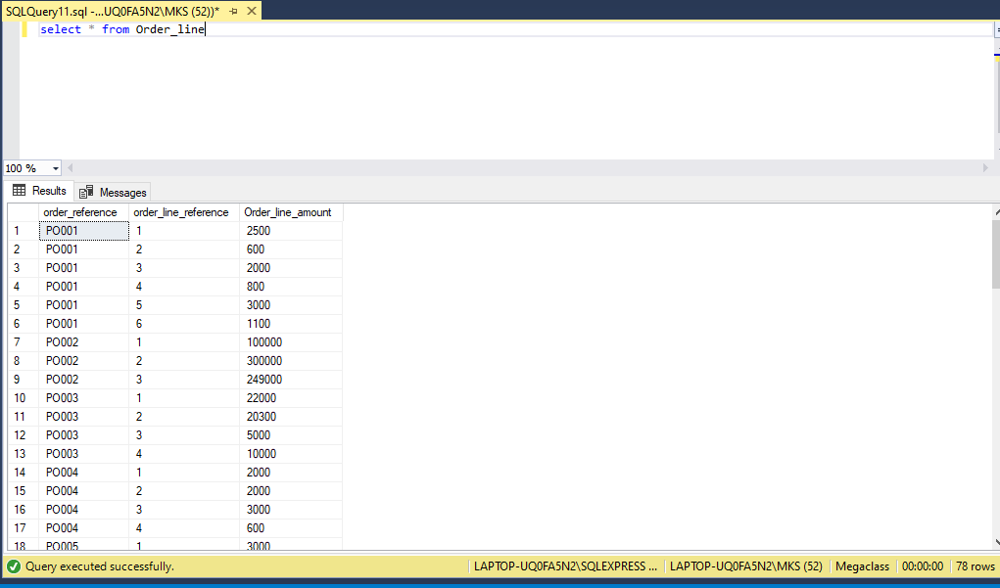 SQLQuery11.sql -...UQ0FA5N2\MKS (52))*
select * from Order_line
100 %
Results Messages
order_reference order_line_reference Order_line_amount
1 PO001 1 2500
2 PO001 2 600
3 PO001 3 2000
4 PO001 4 800
5 PO001 5 3000
6 PO001 6 1100
7 PO002 1 100000
8 PO002 2 300000
9 PO002 3 249000
10 PO003 1 22000
11 PO003 2 20300
12 PO003 3 5000
13 PO003 4 10000
14 PO004 1 2000
15 PO004 2 2000
16 PO004 3 3000
17 PO004 4 600
18 PO005 1 3000
Query executed successfully. LAPTOP-UQ0FA5N2\SQLEXPRESS ... LAPTOP-UQ0FA5N2\MKS (52) Megaclass 00:00:00 78 rows